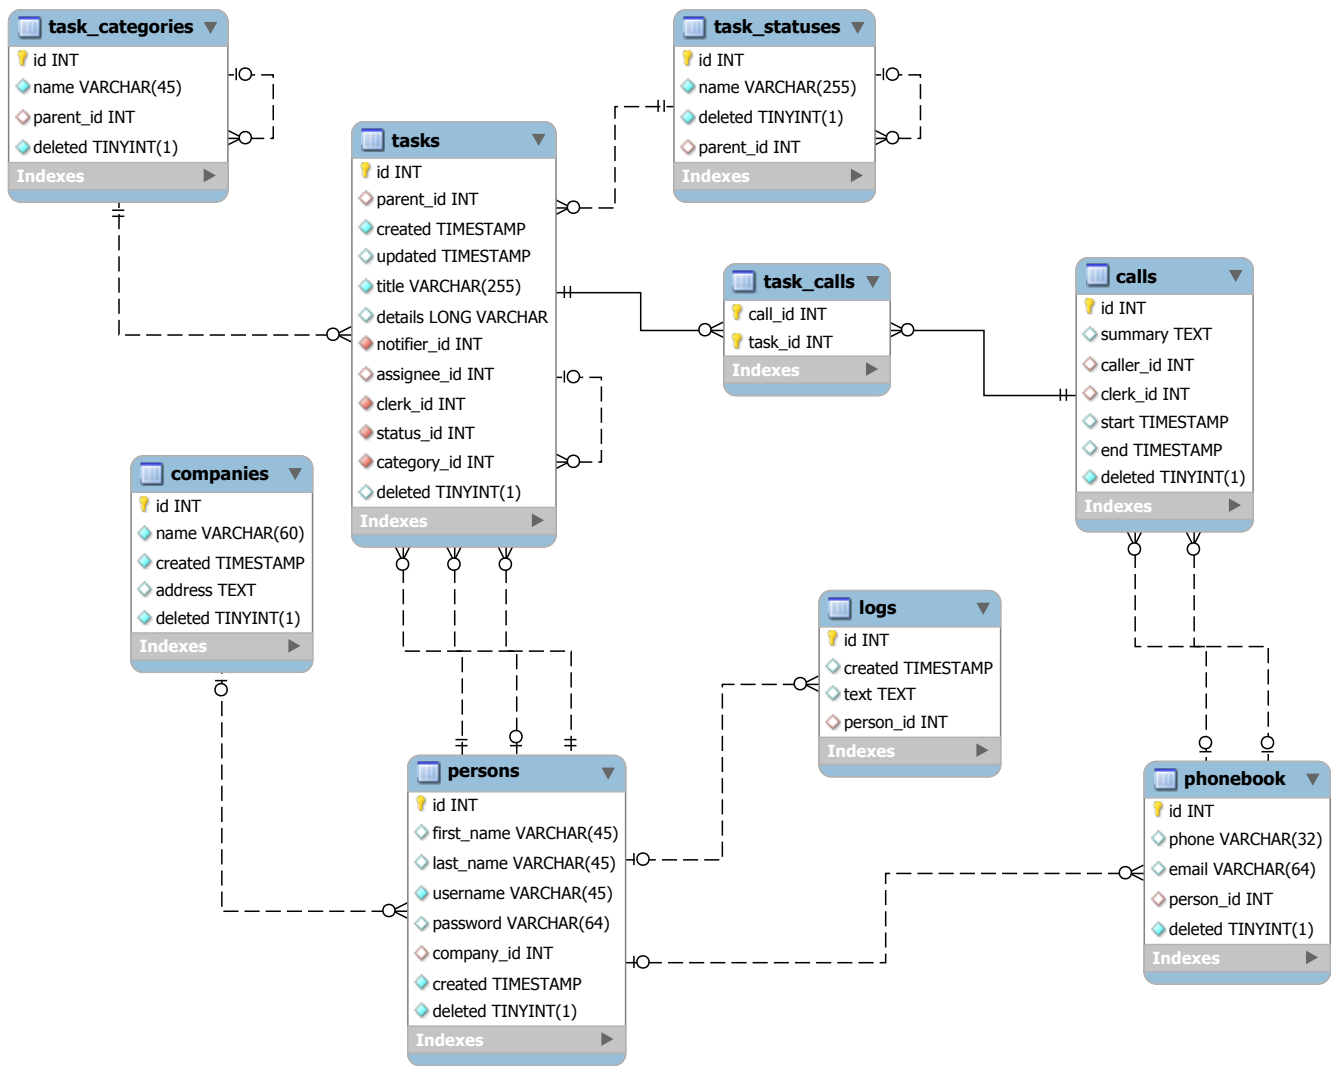 task_categories
id INT
name VARCHAR(45)
parent_id INT
deleted TINYINT(1)
Indexes
task_statuses
id INT
name VARCHAR(255)
deleted TINYINT(1)
parent_id INT
Indexes
tasks
id INT
parent_id INT
created TIMESTAMP
updated TIMESTAMP
title VARCHAR(255)
details LONG VARCHAR
notifier_id INT
assignee_id INT
clerk_id INT
status_id INT
category_id INT
deleted TINYINT(1)
Indexes
task_calls
call_id INT
task_id INT
Indexes
calls
id INT
summary TEXT
caller_id INT
clerk_id INT
start TIMESTAMP
end TIMESTAMP
deleted TINYINT(1)
Indexes
companies
id INT
name VARCHAR(60)
created TIMESTAMP
address TEXT
deleted TINYINT(1)
Indexes
logs
id INT
created TIMESTAMP
text TEXT
person_id INT
Indexes
persons
id INT
first_name VARCHAR(45)
last_name VARCHAR(45)
username VARCHAR(45)
password VARCHAR(64)
company_id INT
created TIMESTAMP
deleted TINYINT(1)
Indexes
phonebook
id INT
phone VARCHAR(32)
email VARCHAR(64)
person_id INT
deleted TINYINT(1)
Indexes